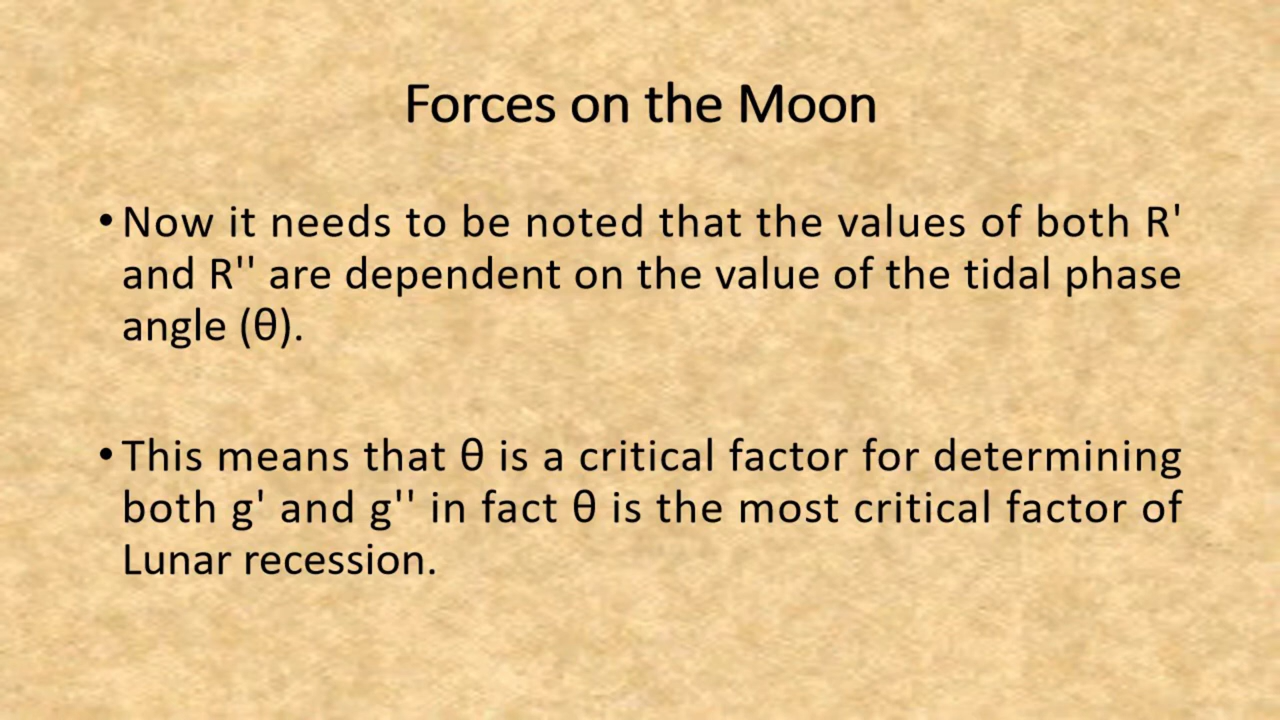 Forces on the Moon
• Now it needs to be noted that the values of both R'
and R'' are dependent on the value of the tidal phase
angle (θ).
• This means that θ is a critical factor for determining
both g' and g'' in fact θ is the most critical factor of
Lunar recession.